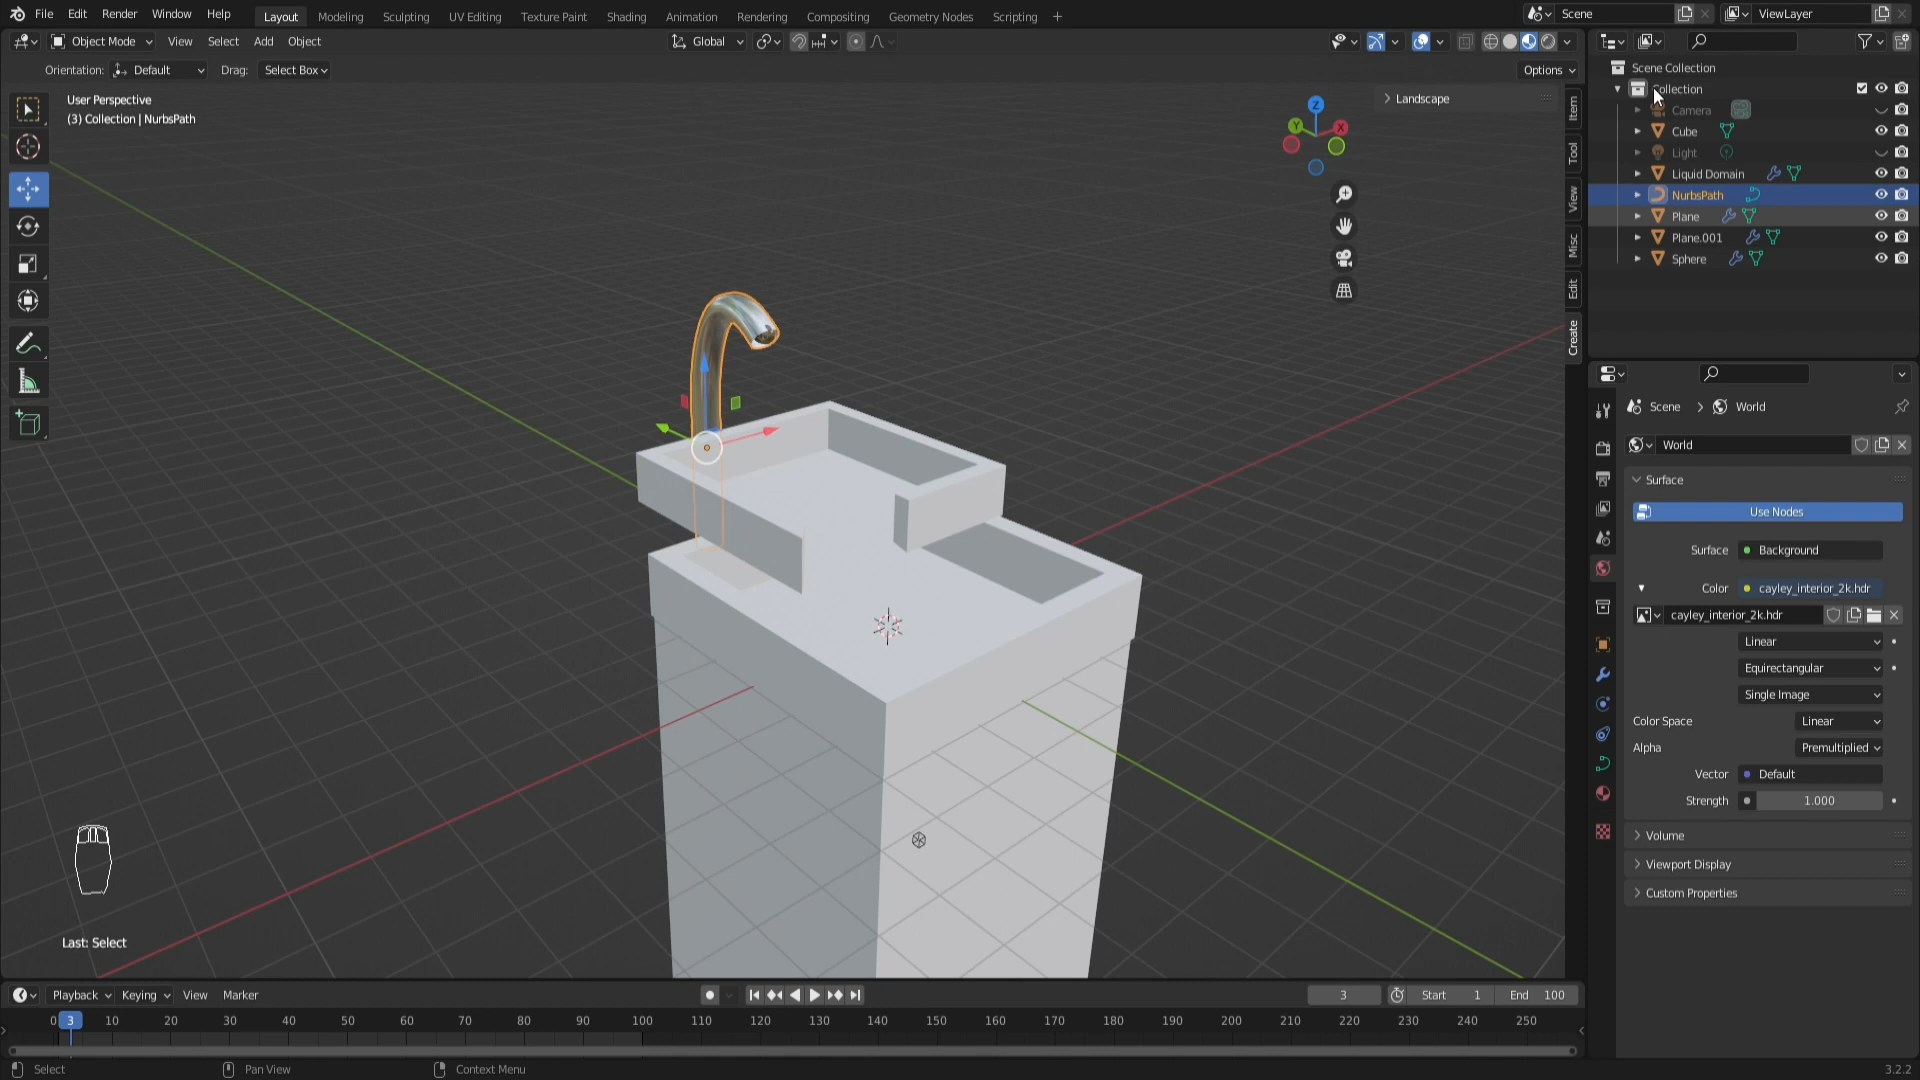 File Edit Render Window Help Layout Modeling Sculpting UV Editing Texture Paint Shading Animation Rendering Compositing Geometry Nodes Scripting + Scene ViewLayer
Object Mode View Select Add Object Global
Orientation: Default Drag: Select Box Options
User Perspective
(3) Collection | NurbsPath
Landscape
Z
Y
X
Item
Tool
View
Misc
Edit
Create
Scene Collection
Collection
Camera
Cube
Light
Liquid Domain
NurbsPath
Plane
Plane.001
Sphere
Scene > World
World
Surface
Use Nodes
Surface Background
Color cayley_interior_2k.hdr
cayley_interior_2k.hdr
Linear
Equirectangular
Single Image
Color Space Linear
Alpha Premultiplied
Vector Default
Strength 1.000
Volume
Viewport Display
Custom Properties
Last: Select
Playback Keying View Marker 3 Start 1 End 100
0 3 10 20 30 40 50 60 70 80 90 100 110 120 130 140 150 160 170 180 190 200 210 220 230 240 250
Select Pan View Context Menu 3.2.2